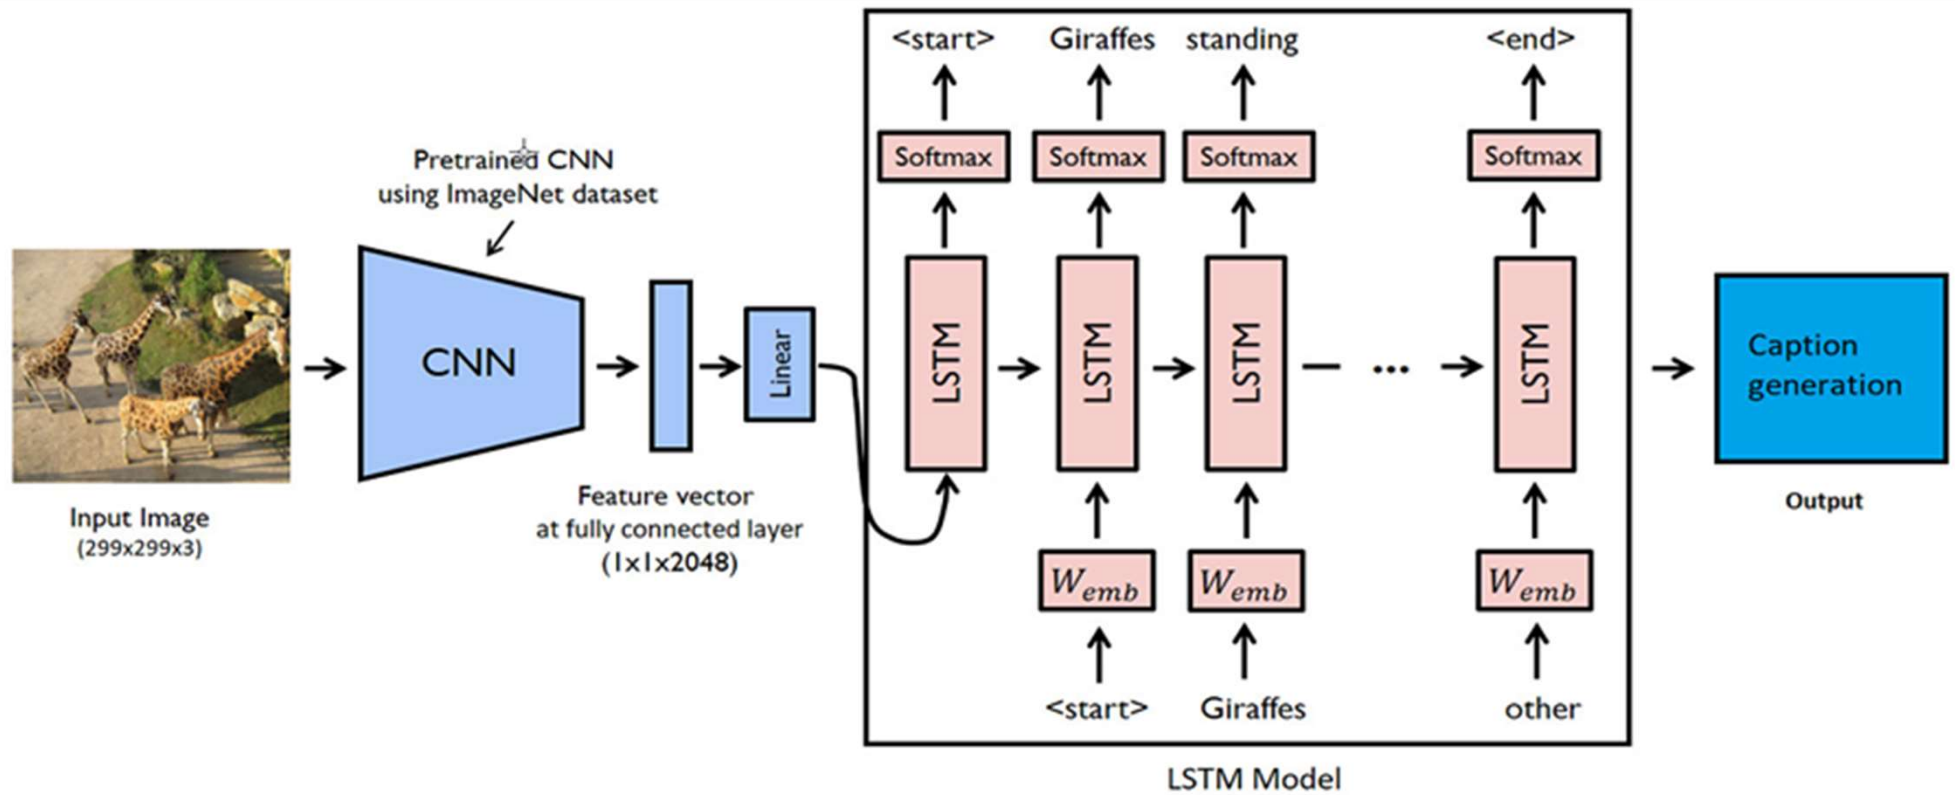 <start> Giraffes standing <end>
Softmax Softmax Softmax Softmax
Pretrained CNN
using ImageNet dataset
CNN
Linear
LSTM LSTM LSTM ... LSTM
Caption
generation
Output
Input Image
(299x299x3)
Feature vector
at fully connected layer
(1x1x2048)
W_emb W_emb W_emb
<start> Giraffes other
LSTM Model